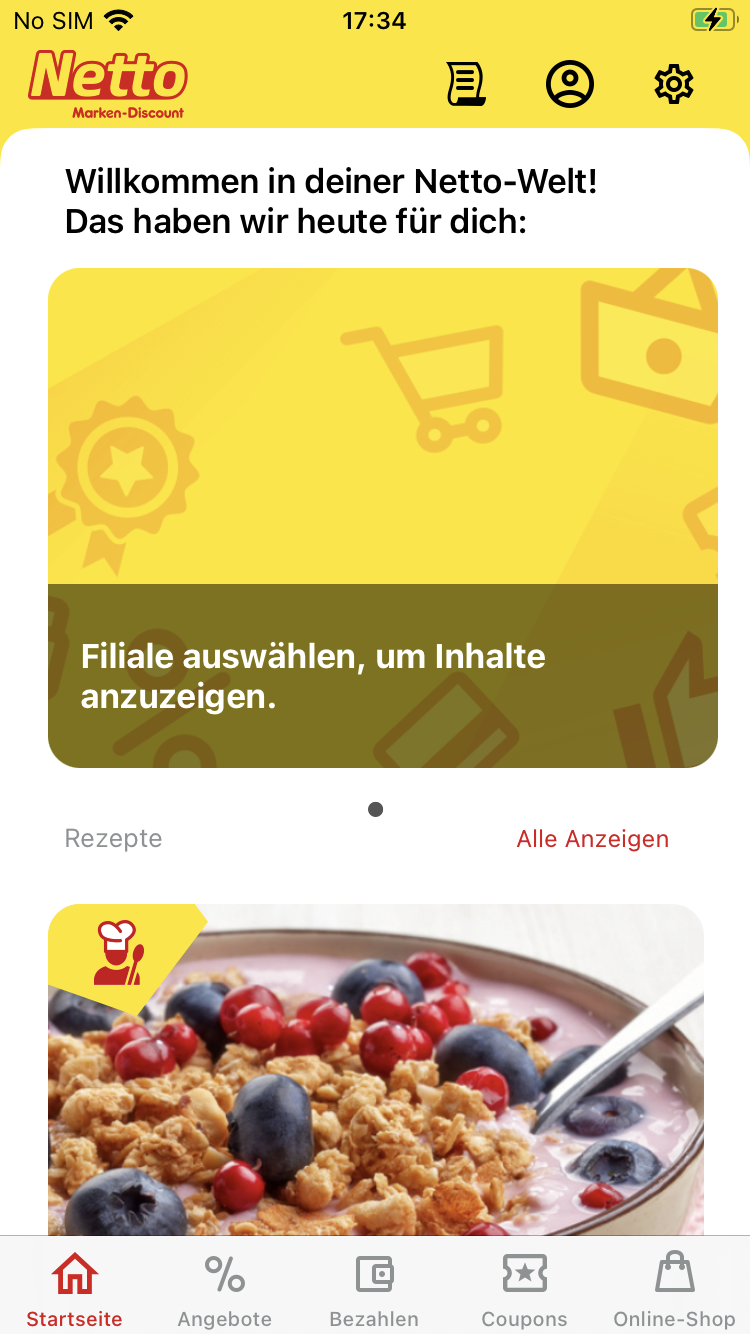 No SIM 17:34
Netto
Marken-Discount
Willkommen in deiner Netto-Welt!
Das haben wir heute für dich:
Filiale auswählen, um Inhalte
anzuzeigen.
Rezepte Alle Anzeigen
Startseite Angebote Bezahlen Coupons Online-Shop